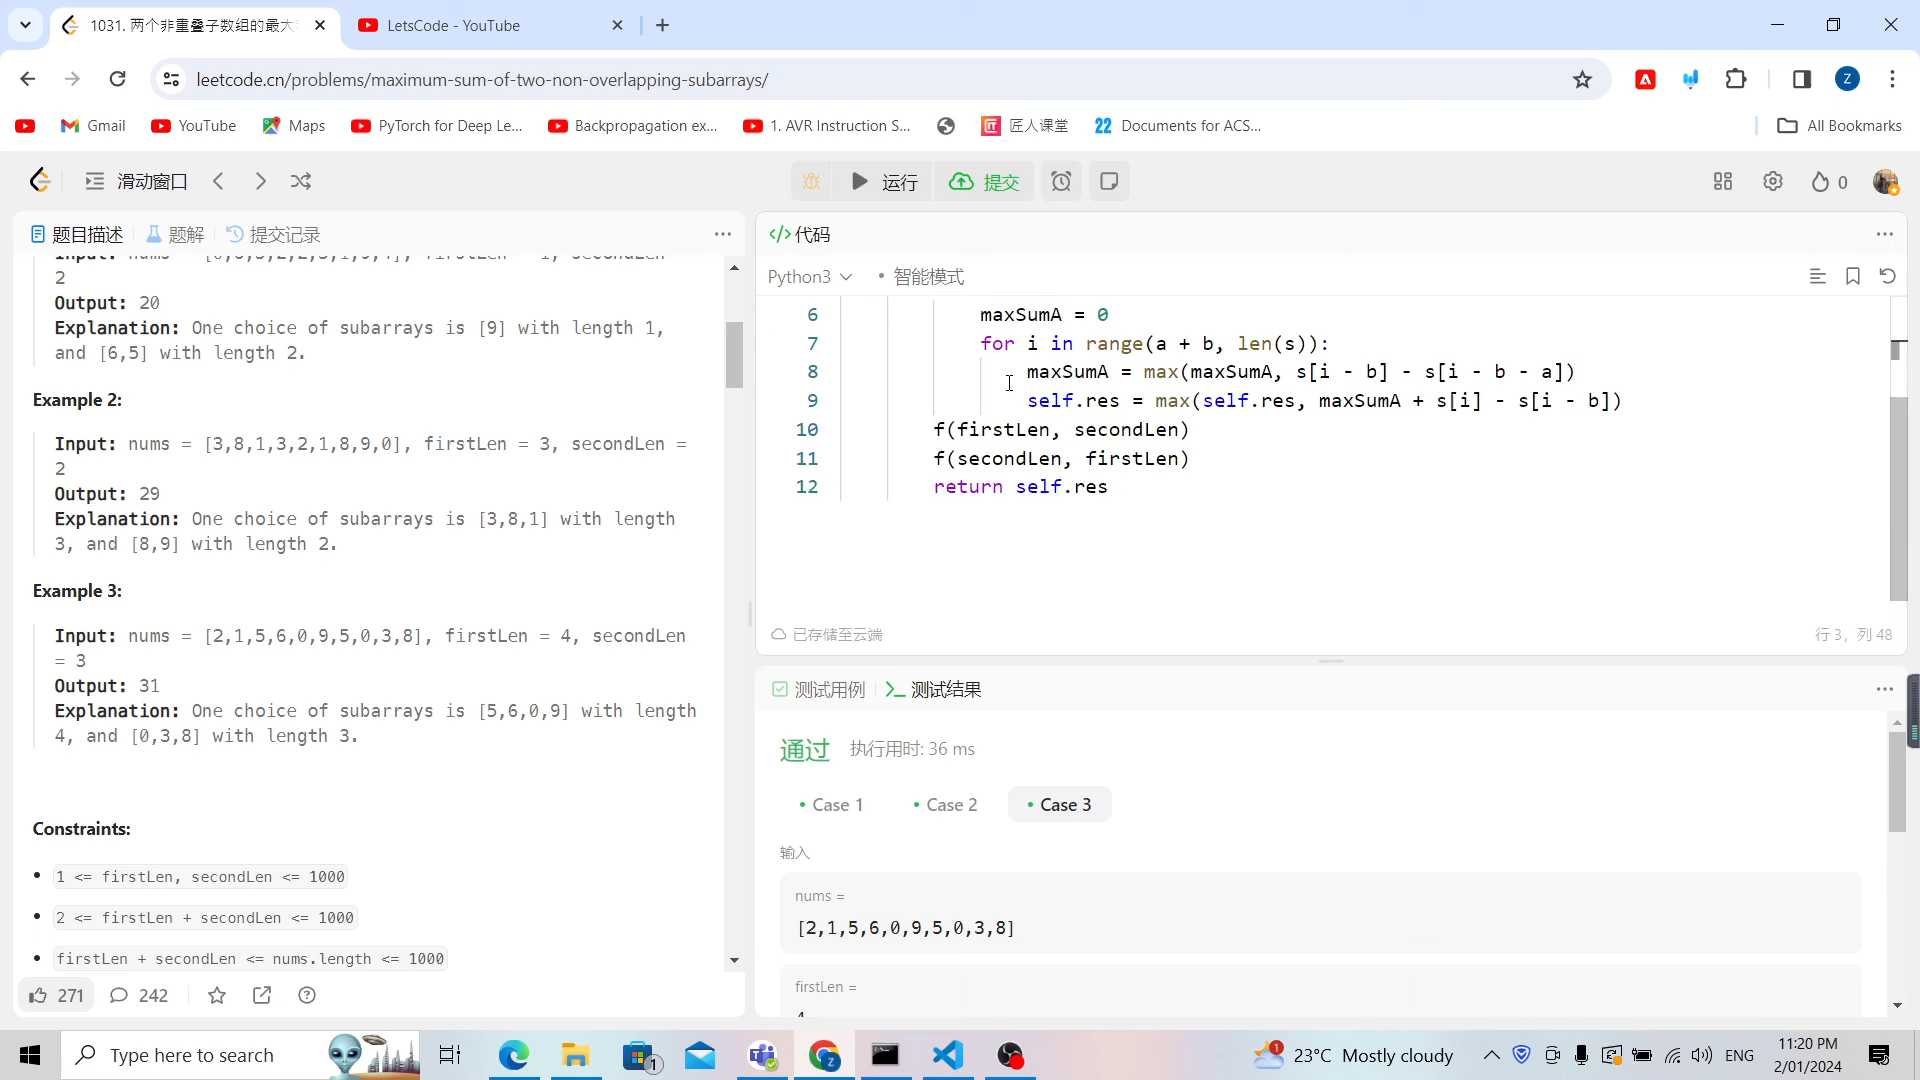 1031. 两个非重叠子数组的最大
LetsCode - YouTube
leetcode.cn/problems/maximum-sum-of-two-non-overlapping-subarrays/
Z
Gmail
YouTube
Maps
PyTorch for Deep Le...
Backpropagation ex...
1. AVR Instruction S...
匠人课堂
22 Documents for ACS...
All Bookmarks
滑动窗口
运行
提交
0
题目描述
题解
提交记录
2
Output: 20
Explanation: One choice of subarrays is [9] with length 1,
and [6,5] with length 2.
Example 2:
Input: nums = [3,8,1,3,2,1,8,9,0], firstLen = 3, secondLen =
2
Output: 29
Explanation: One choice of subarrays is [3,8,1] with length
3, and [8,9] with length 2.
Example 3:
Input: nums = [2,1,5,6,0,9,5,0,3,8], firstLen = 4, secondLen
= 3
Output: 31
Explanation: One choice of subarrays is [5,6,0,9] with length
4, and [0,3,8] with length 3.
Constraints:
• 1 <= firstLen, secondLen <= 1000
• 2 <= firstLen + secondLen <= 1000
• firstLen + secondLen <= nums.length <= 1000
271
242
</> 代码
Python3
• 智能模式
6 maxSumA = 0
7 for i in range(a + b, len(s)):
8 maxSumA = max(maxSumA, s[i - b] - s[i - b - a])
9 self.res = max(self.res, maxSumA + s[i] - s[i - b])
10 f(firstLen, secondLen)
11 f(secondLen, firstLen)
12 return self.res
已存储至云端
行 3, 列 48
测试用例
测试结果
通过 执行用时: 36 ms
• Case 1
• Case 2
• Case 3
输入
nums =
[2,1,5,6,0,9,5,0,3,8]
firstLen =
Type here to search
1
1
23°C Mostly cloudy
ENG
11:20 PM
2/01/2024